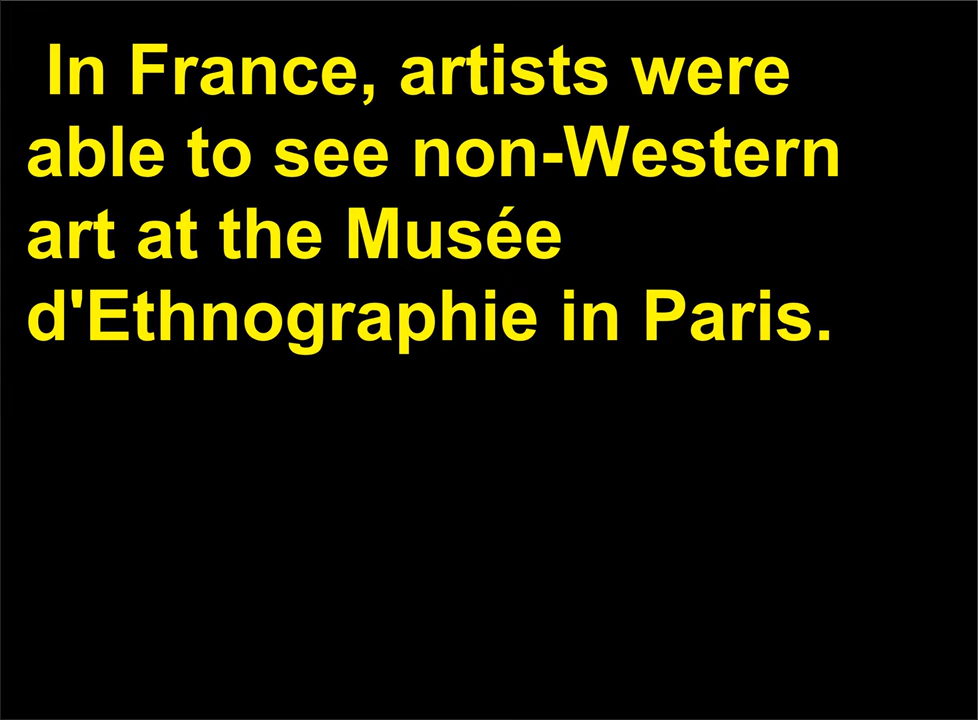 In France, artists were
able to see non-Western
art at the Musée
d'Ethnographie in Paris.